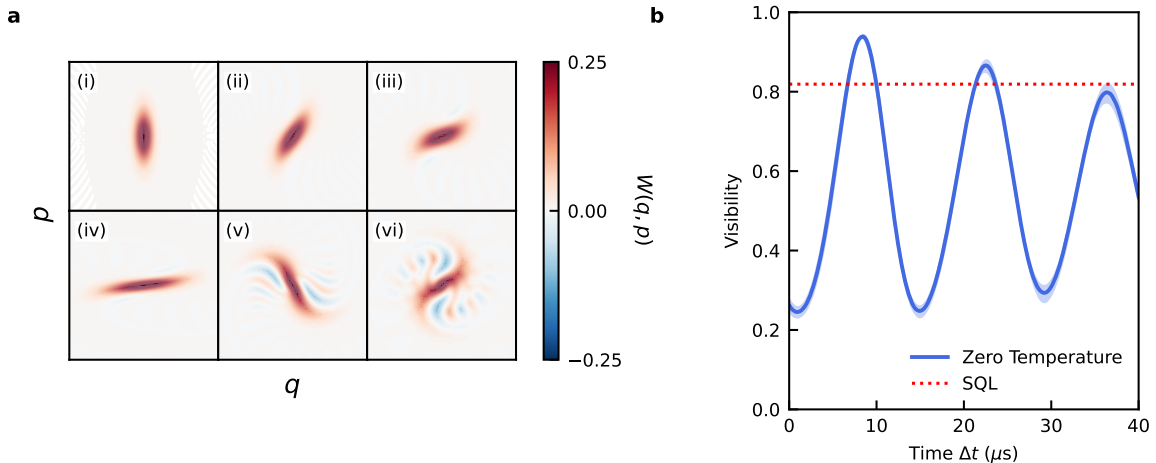 a
(i)
(ii)
(iii)
(iv)
(v)
(vi)
p
q
0.25
0.00
−0.25
W(q, p)
b
1.0
0.8
0.6
0.4
0.2
0.0
Visibility
Zero Temperature
SQL
0
10
20
30
40
Time Δt (μs)